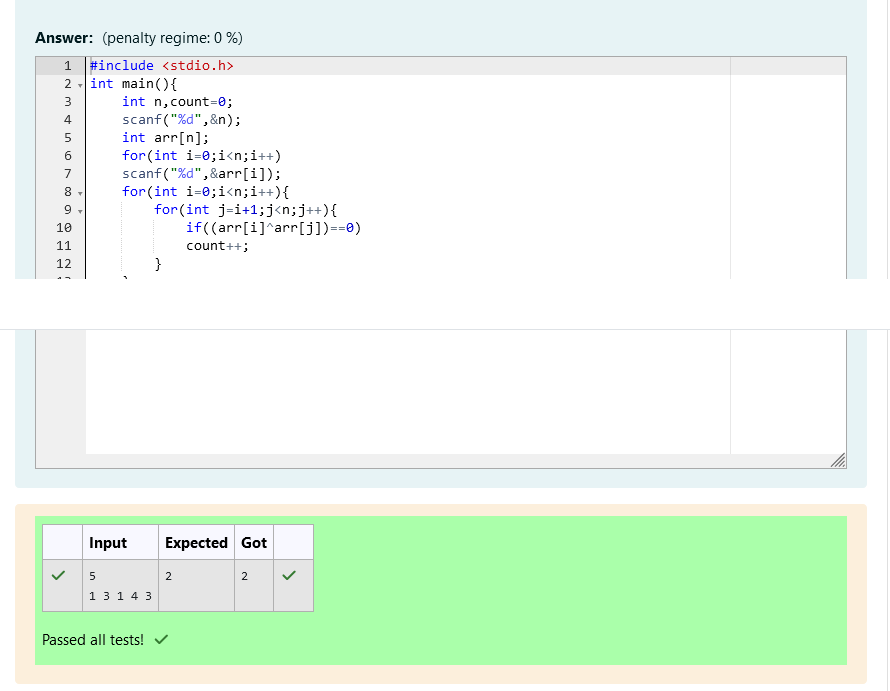 Answer: (penalty regime: 0 %)
1 #include <stdio.h>
2 int main(){
3     int n,count=0;
4     scanf("%d",&n);
5     int arr[n];
6     for(int i=0;i<n;i++)
7     scanf("%d",&arr[i]);
8     for(int i=0;i<n;i++){
9         for(int j=i+1;j<n;j++){
10             if((arr[i]^arr[j])==0)
11             count++;
12         }
Input Expected Got
5 2 2
1 3 1 4 3
Passed all tests!